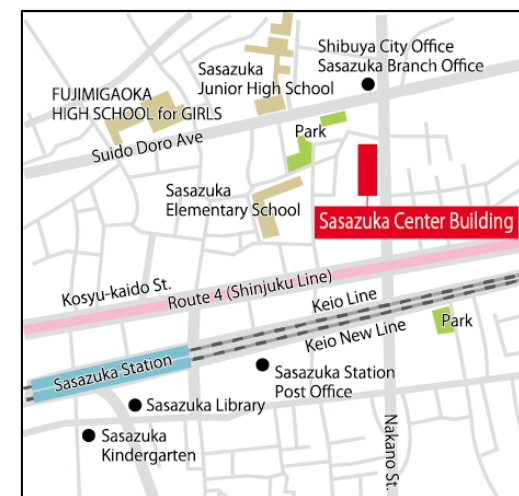 Shibuya City Office
Sasazuka Branch Office
Sasazuka
Junior High School
FUJIMIGAOKA
HIGH SCHOOL for GIRLS
Suido Doro Ave
Park
Sasazuka
Elementary School
Sasazuka Center Building
Kosyu-kaido St.
Route 4 (Shinjuku Line)
Keio Line
Keio New Line
Park
Sasazuka Station
Sasazuka Station
Post Office
Sasazuka Library
Sasazuka
Kindergarten
Nakano St.